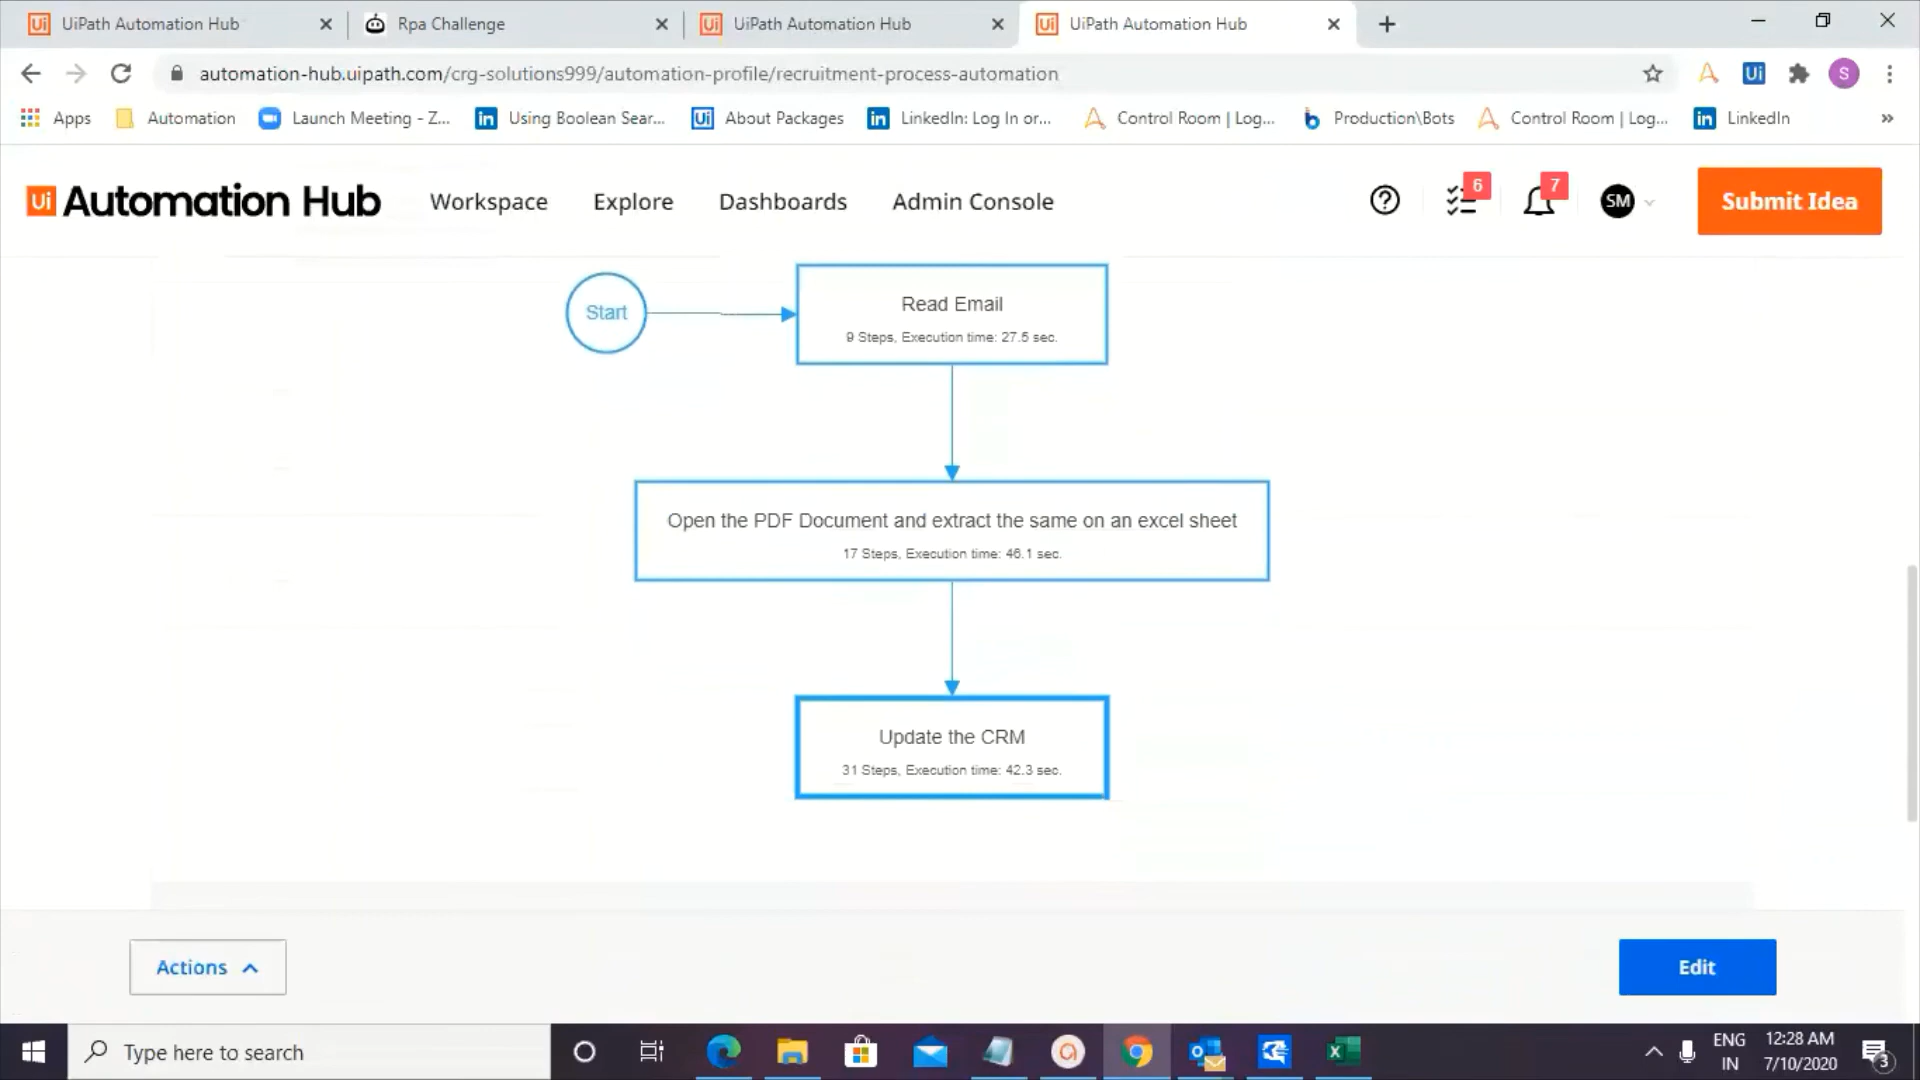 UiPath Automation Hub
Rpa Challenge
UiPath Automation Hub
UiPath Automation Hub
automation-hub.uipath.com/crg-solutions999/automation-profile/recruitment-process-automation
S
Apps
Automation
Launch Meeting - Z...
Using Boolean Sear...
About Packages
LinkedIn: Log In or...
Control Room | Log...
Production\Bots
Control Room | Log...
LinkedIn
»
Ui Automation Hub
Workspace
Explore
Dashboards
Admin Console
6
7
SM
Submit Idea
Start
Read Email
9 Steps, Execution time: 27.5 sec.
Open the PDF Document and extract the same on an excel sheet
17 Steps, Execution time: 46.1 sec.
Update the CRM
31 Steps, Execution time: 42.3 sec.
Actions
Edit
Type here to search
ENG
IN
12:28 AM
7/10/2020
3